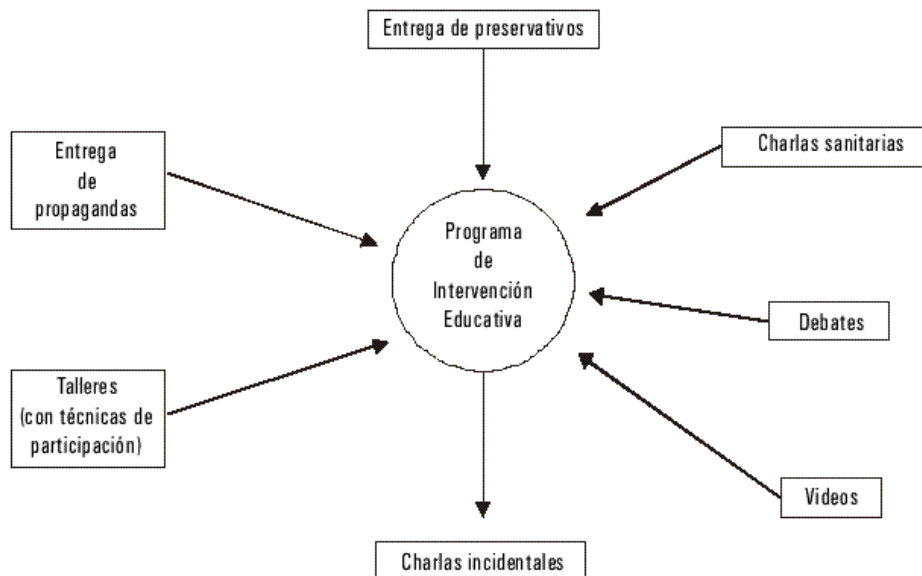 Entrega de preservativos
Charlas sanitarias
Entrega
de
propagandas
Programa
de
Intervención
Educativa
Debates
Talleres
(con técnicas de
participación)
Videos
Charlas incidentales